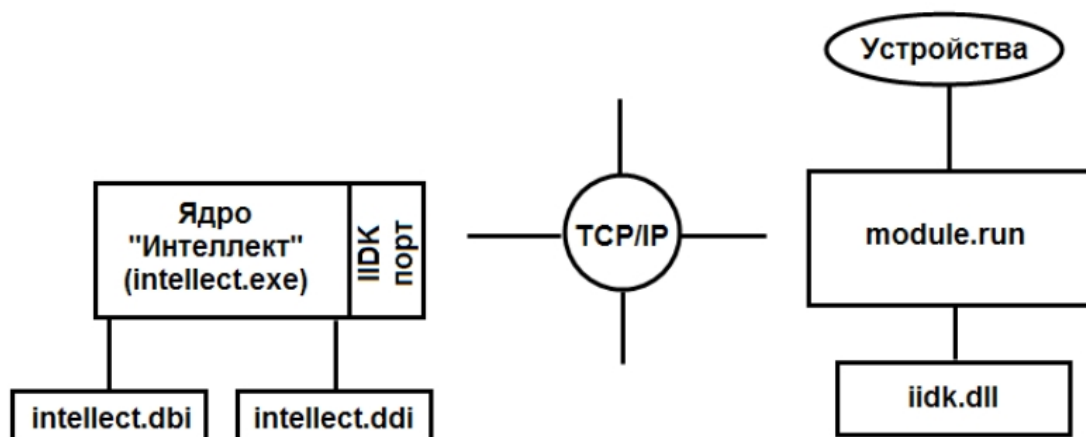 Устройства
Ядро
"Интеллект"
(intellect.exe)
IIDK
порт
TCP/IP
module.run
intellect.dbi
intellect.ddi
iidk.dll